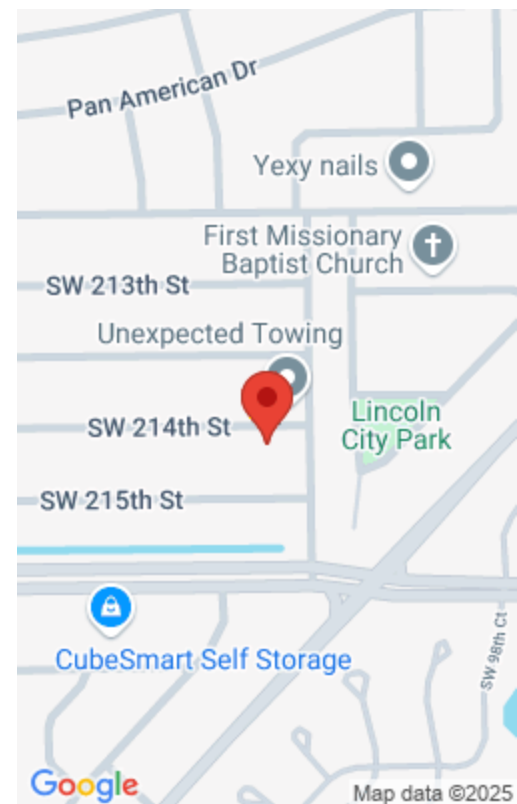 Pan American Dr
Yexy nails
First Missionary
Baptist Church
SW 213th St
Unexpected Towing
SW 214th St
Lincoln
City Park
SW 215th St
CubeSmart Self Storage
SW 98th Ct
Google
Map data ©2025